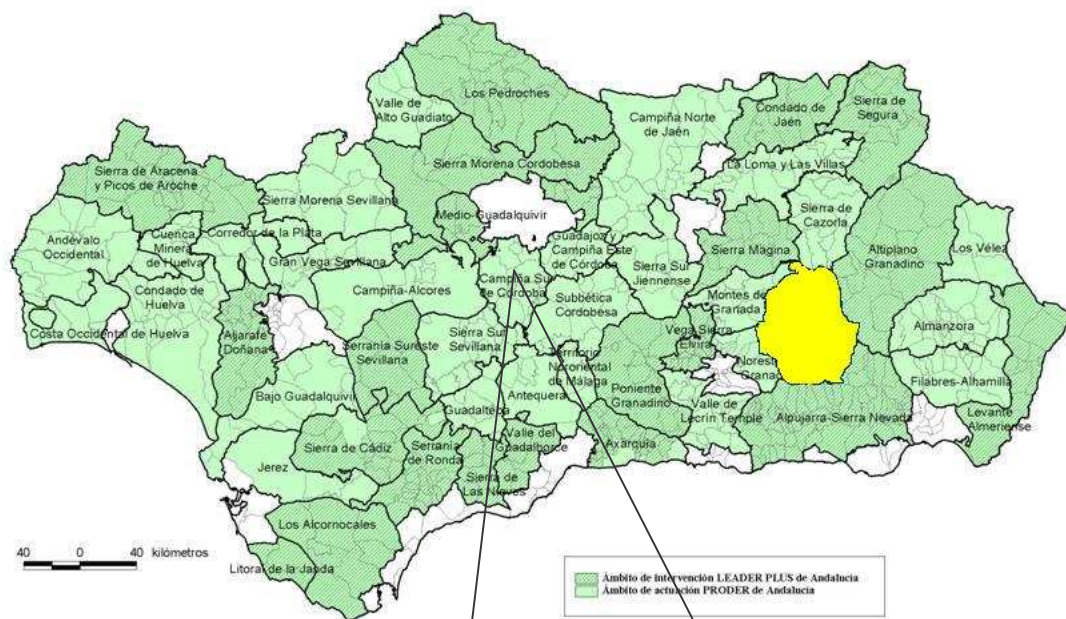 Los Pedroches
Valle de
Alto Guadiato
Campiña Norte
de Jaén
Condado de
Jaén
Sierra de
Segura
Sierra Morena Cordobesa
La Loma y Las Villas
Sierra de Aracena
y Picos de Aroche
Sierra Morena Sevillana
Medio-Guadalquivir
Sierra de
Cazorla
Andévalo
Occidental
Cuenca
Minera
de Huelva
Corredor de la Plata
Gran Vega Sevillana
Guadajoz y
Campiña Este
de Córdoba
Sierra Sur
Jiennense
Sierra Mágina
Altiplano
Granadino
Los Vélez
Condado de
Huelva
Campiña-Alcores
Campiña Sur
de Córdoba
Subbética
Cordobesa
Montes de
Granada
Costa Occidental de Huelva
Aljarafe
Doñana
Serranía Sureste
Sevillana
Sierra Sur
Sevillana
Vega Sierra
Elvira
Almanzora
Territorio
Nororiental
de Málaga
Poniente
Granadino
Filabres-Alhamilla
Bajo Guadalquivir
Guadalteba
Antequera
Valle de
Lecrin Temple
Alpujarra-Sierra Nevada
Levante
Almeriense
Jerez
Sierra de Cádiz
Serranía
de Ronda
Valle del
Guadalhorce
Axarquía
Sierra de
Las Nieves
Los Alcornocales
Litoral de la Janda
40 0 40 kilómetros
Ámbito de intervención LEADER PLUS de Andalucía
Ámbito de actuación PRODER de Andalucía